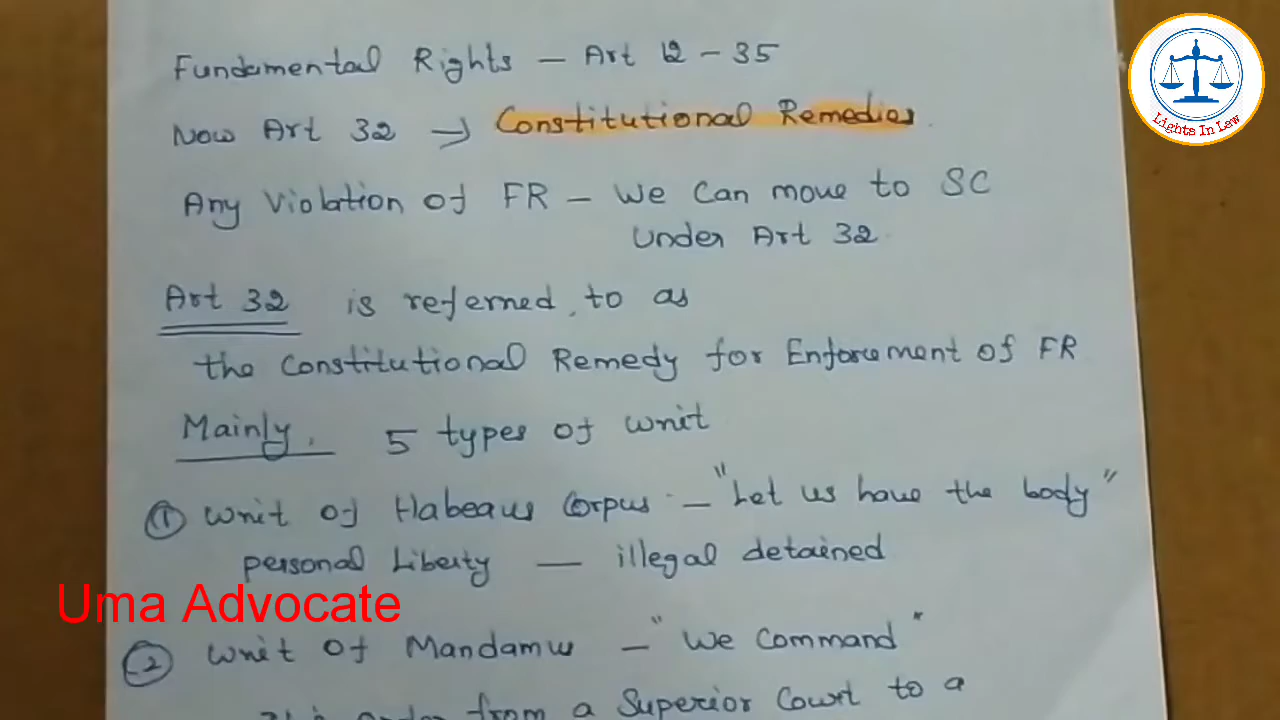 Fundamental Rights – Art 12 – 35
Now Art 32 → Constitutional Remedies.
Any Violation of FR – We Can move to SC
Under Art 32.
Art 32 is referred to as
the Constitutional Remedy for Enforcement of FR
Mainly, 5 types of writ
① Writ of Habeaus Corpus – "Let us have the body"
personal Liberty — illegal detained
Uma Advocate
② Writ of Mandamus – "We Command"
order from a Superior Court to a
Lights In Law